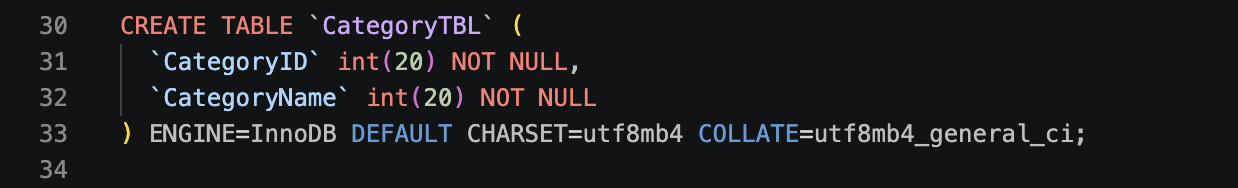 30 CREATE TABLE `CategoryTBL` (
31 `CategoryID` int(20) NOT NULL,
32 `CategoryName` int(20) NOT NULL
33 ) ENGINE=InnoDB DEFAULT CHARSET=utf8mb4 COLLATE=utf8mb4_general_ci;
34